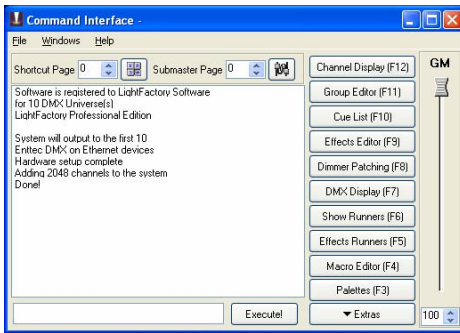 Command Interface -
File Windows Help
Shortcut Page 0 Submaster Page 0
Software is registered to LightFactory Software
for 10 DMX Universe(s)
LightFactory Professional Edition
System will output to the first 10
Enttec DMX on Ethernet devices
Hardware setup complete
Adding 2048 channels to the system
Done!
Execute!
Channel Display (F12)
Group Editor (F11)
Cue List (F10)
Effects Editor (F9)
Dimmer Patching (F8)
DMX Display (F7)
Show Runners (F6)
Effects Runners (F5)
Macro Editor (F4)
Palettes (F3)
Extras
GM
100